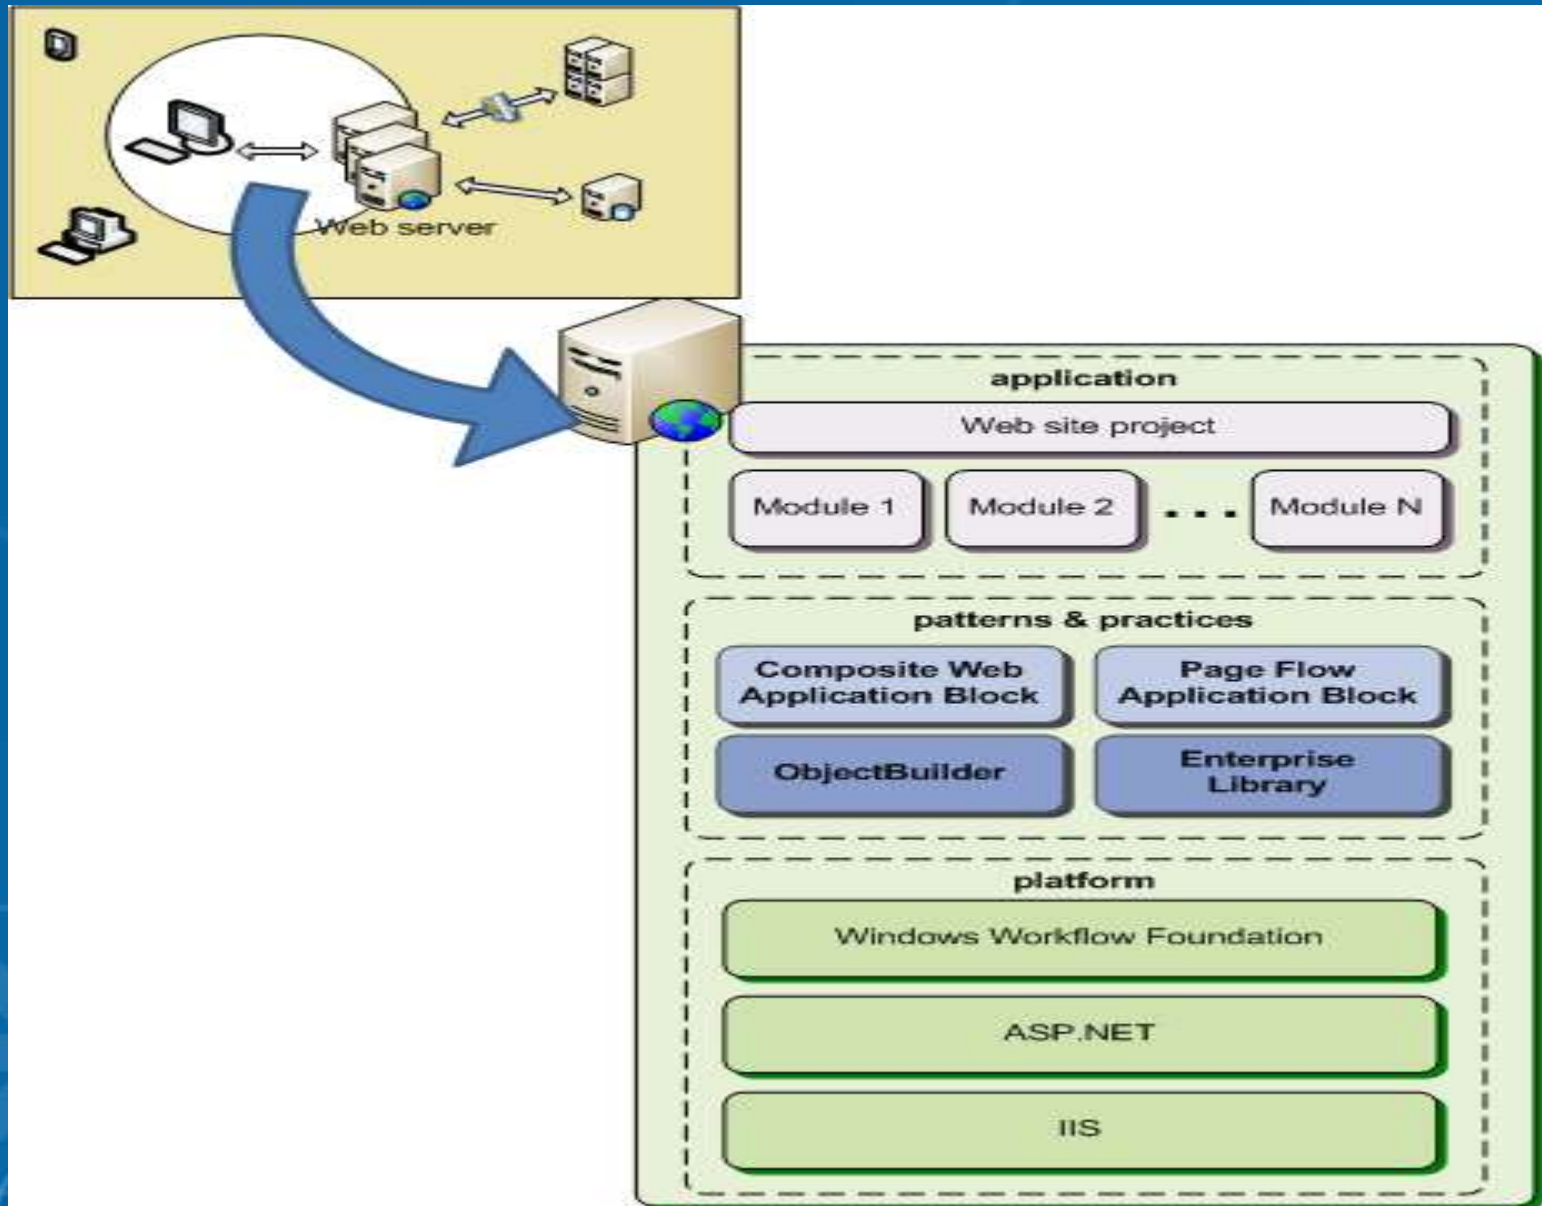 Web server
application
Web site project
Module 1
Module 2
...
Module N
patterns & practices
Composite Web
Application Block
Page Flow
Application Block
ObjectBuilder
Enterprise
Library
platform
Windows Workflow Foundation
ASP.NET
IIS